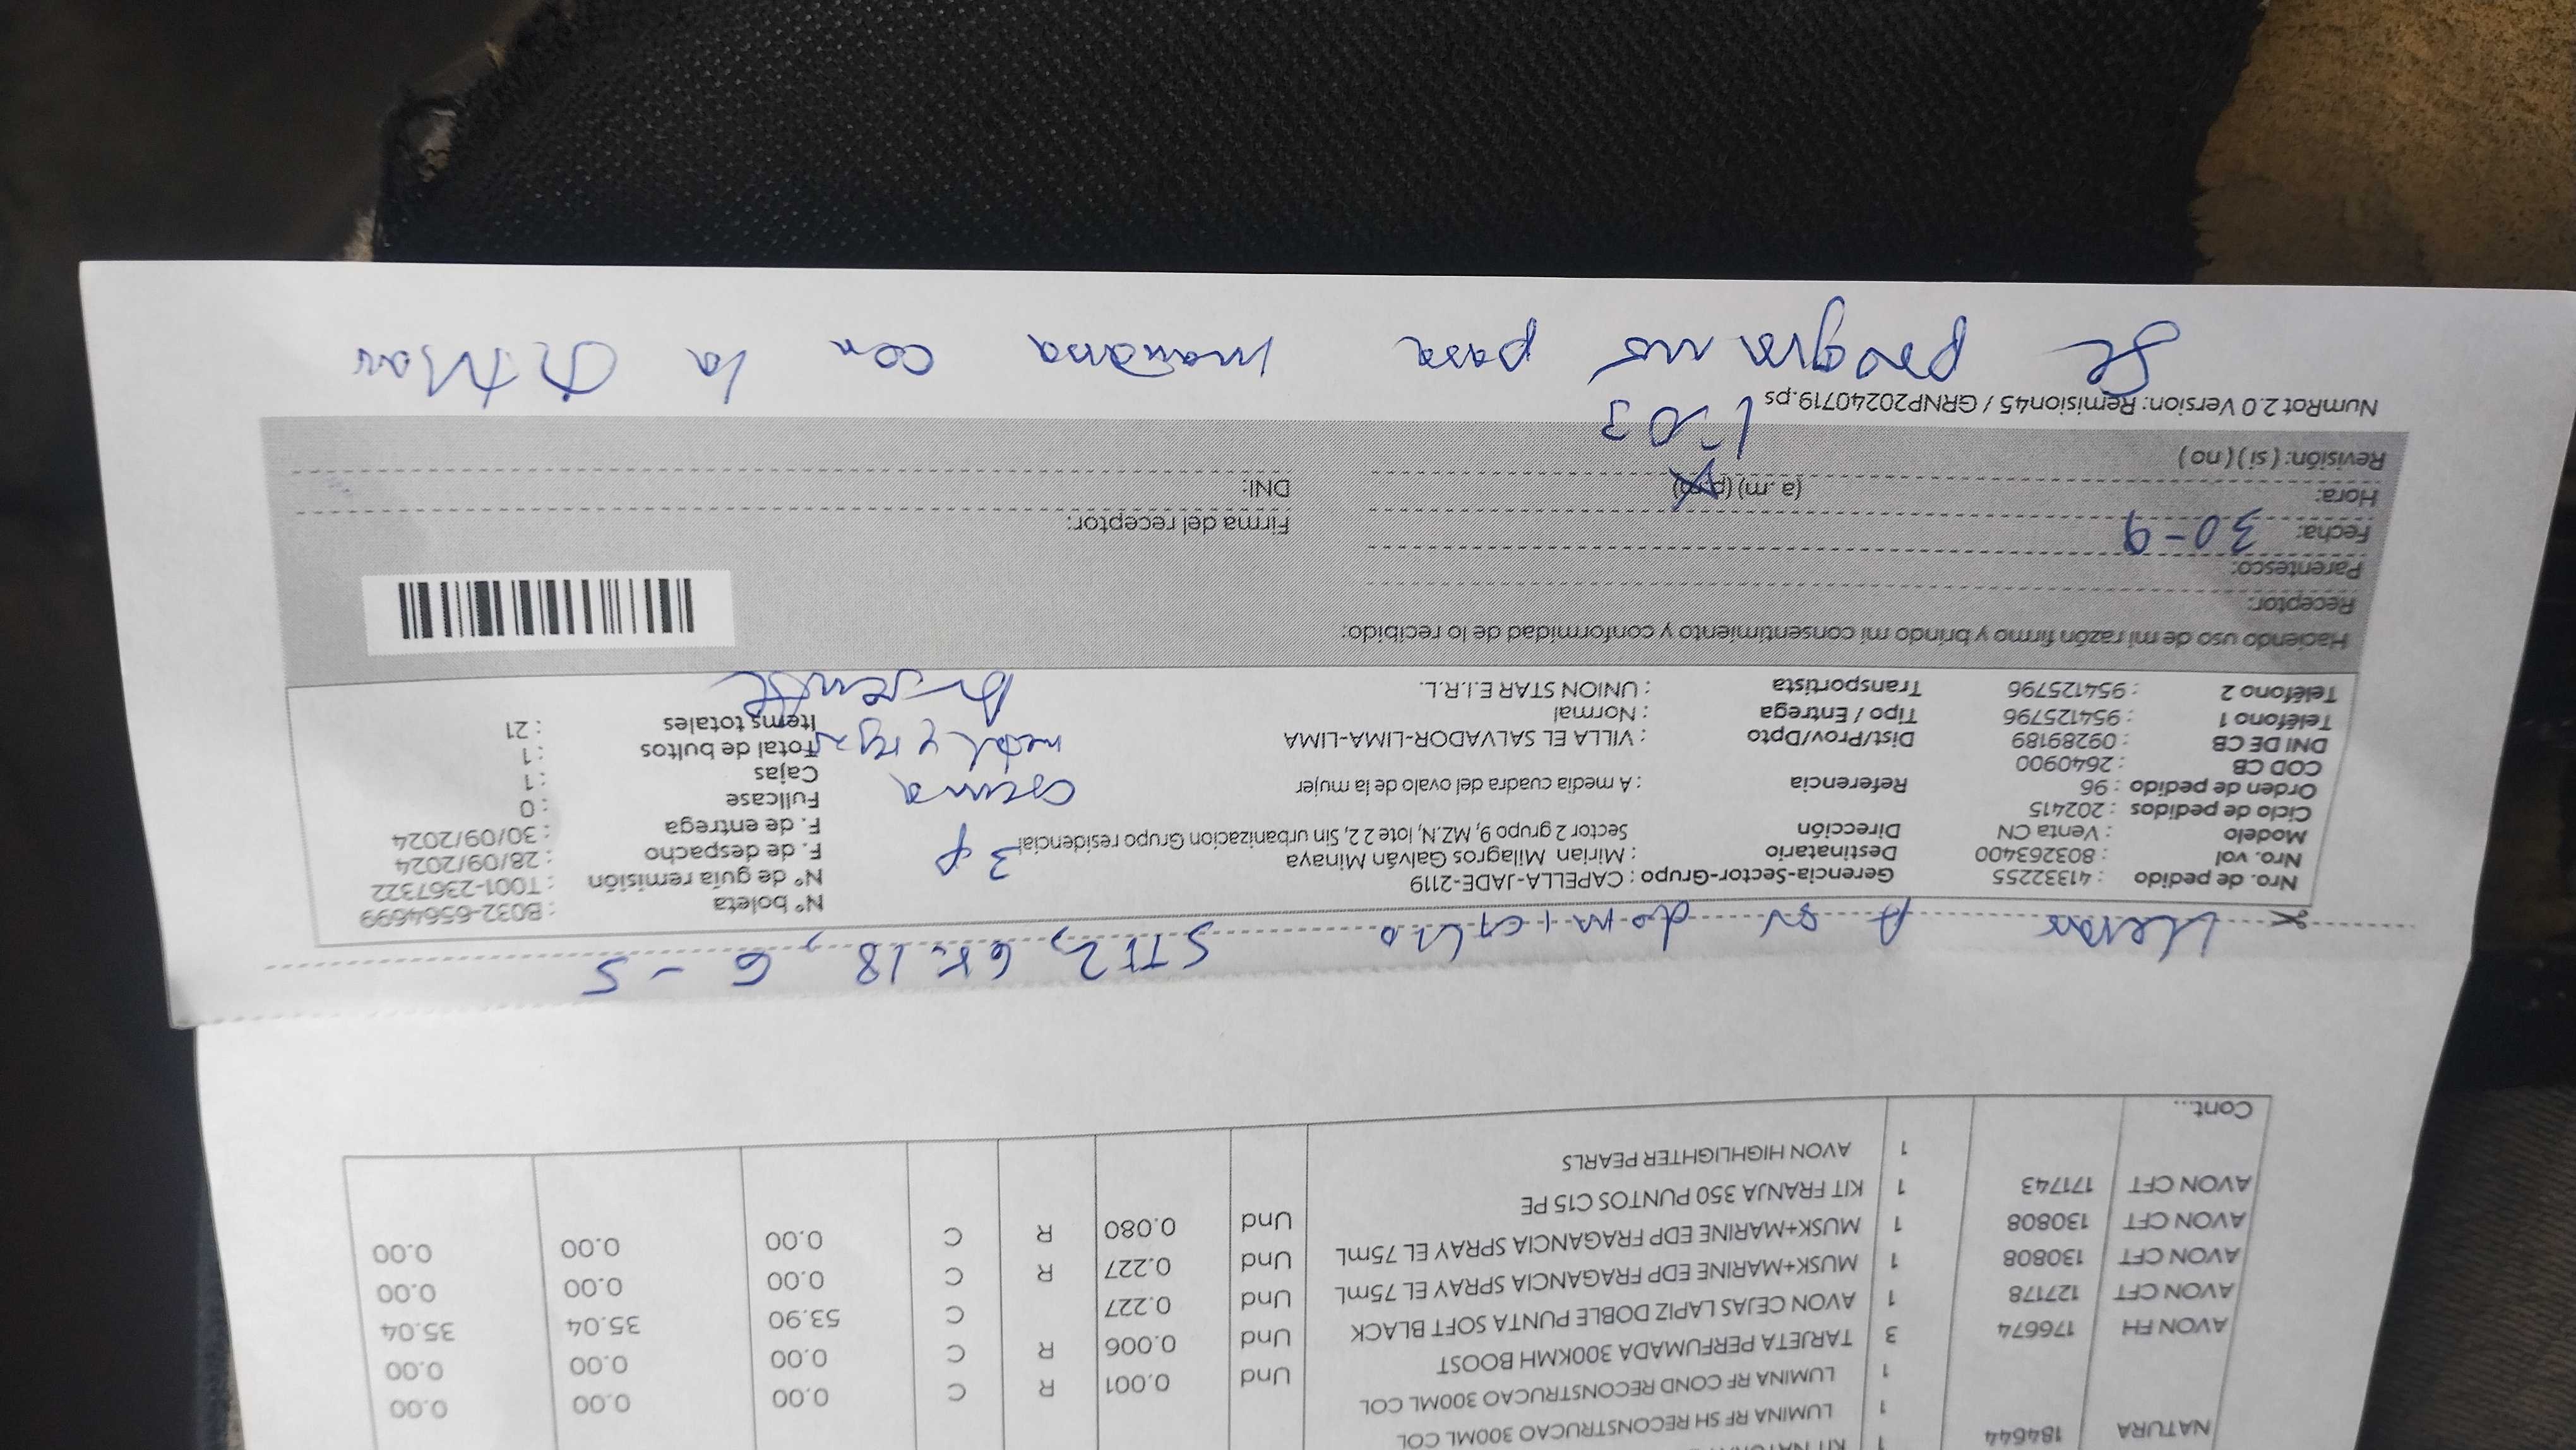 NATURA 184644 1 KIT NATURA
1 LUMINA RF SH RECONSTRUCAO 300ML COL
1 LUMINA RF COND RECONSTRUCAO 300ML COL
AVON FH 176674 3 TARJETA PERFUMADA 300KMH BOOST Und 0.001 R C 0.00 0.00 0.00
AVON CFT 127178 1 AVON CEJAS LAPIZ DOBLE PUNTA SOFT BLACK Und 0.006 R C 0.00 0.00 0.00
AVON CFT 130808 1 MUSK+MARINE EDP FRAGANCIA SPRAY EL 75mL Und 0.227 C 53.90 35.04 35.04
AVON CFT 130808 1 MUSK+MARINE EDP FRAGANCIA SPRAY EL 75mL Und 0.227 R C 0.00 0.00 0.00
AVON CFT 171743 1 KIT FRANJA 350 PUNTOS C15 PE Und 0.080 R C 0.00 0.00 0.00
1 AVON HIGHLIGHTER PEARLS
Cont...
Llevar A su domicilio ST 2, Gr. 18, G - 5
Nro. de pedido : 41332255 Gerencia-Sector-Grupo : CAPELLA-JADE-2119 N° boleta : B032-6564699
Nro. vol : 803263400 Destinatario : Mirian Milagros Galván Minaya N° de guía remisión : T001-2367322
Modelo : Venta CN Dirección Sector 2 grupo 9, MZ.N, lote 2 2, Sin urbanizacion Grupo residencial F. de despacho : 28/09/2024
3 p
Ciclo de pedidos : 202415 F. de entrega : 30/09/2024
Orden de pedido : 96 Referencia : A media cuadra del ovalo de la mujer Fullcase : 0
COD CB : 2640900 Cajas : 1
DNI DE CB : 09289189 Dist/Prov/Dpto : VILLA EL SALVADOR-LIMA-LIMA Total de bultos : 1
Teléfono 1 : 954125796 Tipo / Entrega : Normal Items totales : 21
Teléfono 2 : 954125796 Transportista : UNION STAR E.I.R.L.
Haciendo uso de mi razón firmo y brindo mi consentimiento y conformidad de lo recibido:
Receptor:
Parentesco:
Fecha: 30-9 Firma del receptor:
Hora: (a.m) (p.m) DNI:
Revisión: ( si ) ( no ) 1:03
NumRot 2.0 Version: Remision45 / GRNP20240719.ps
Se programó para mañana con la